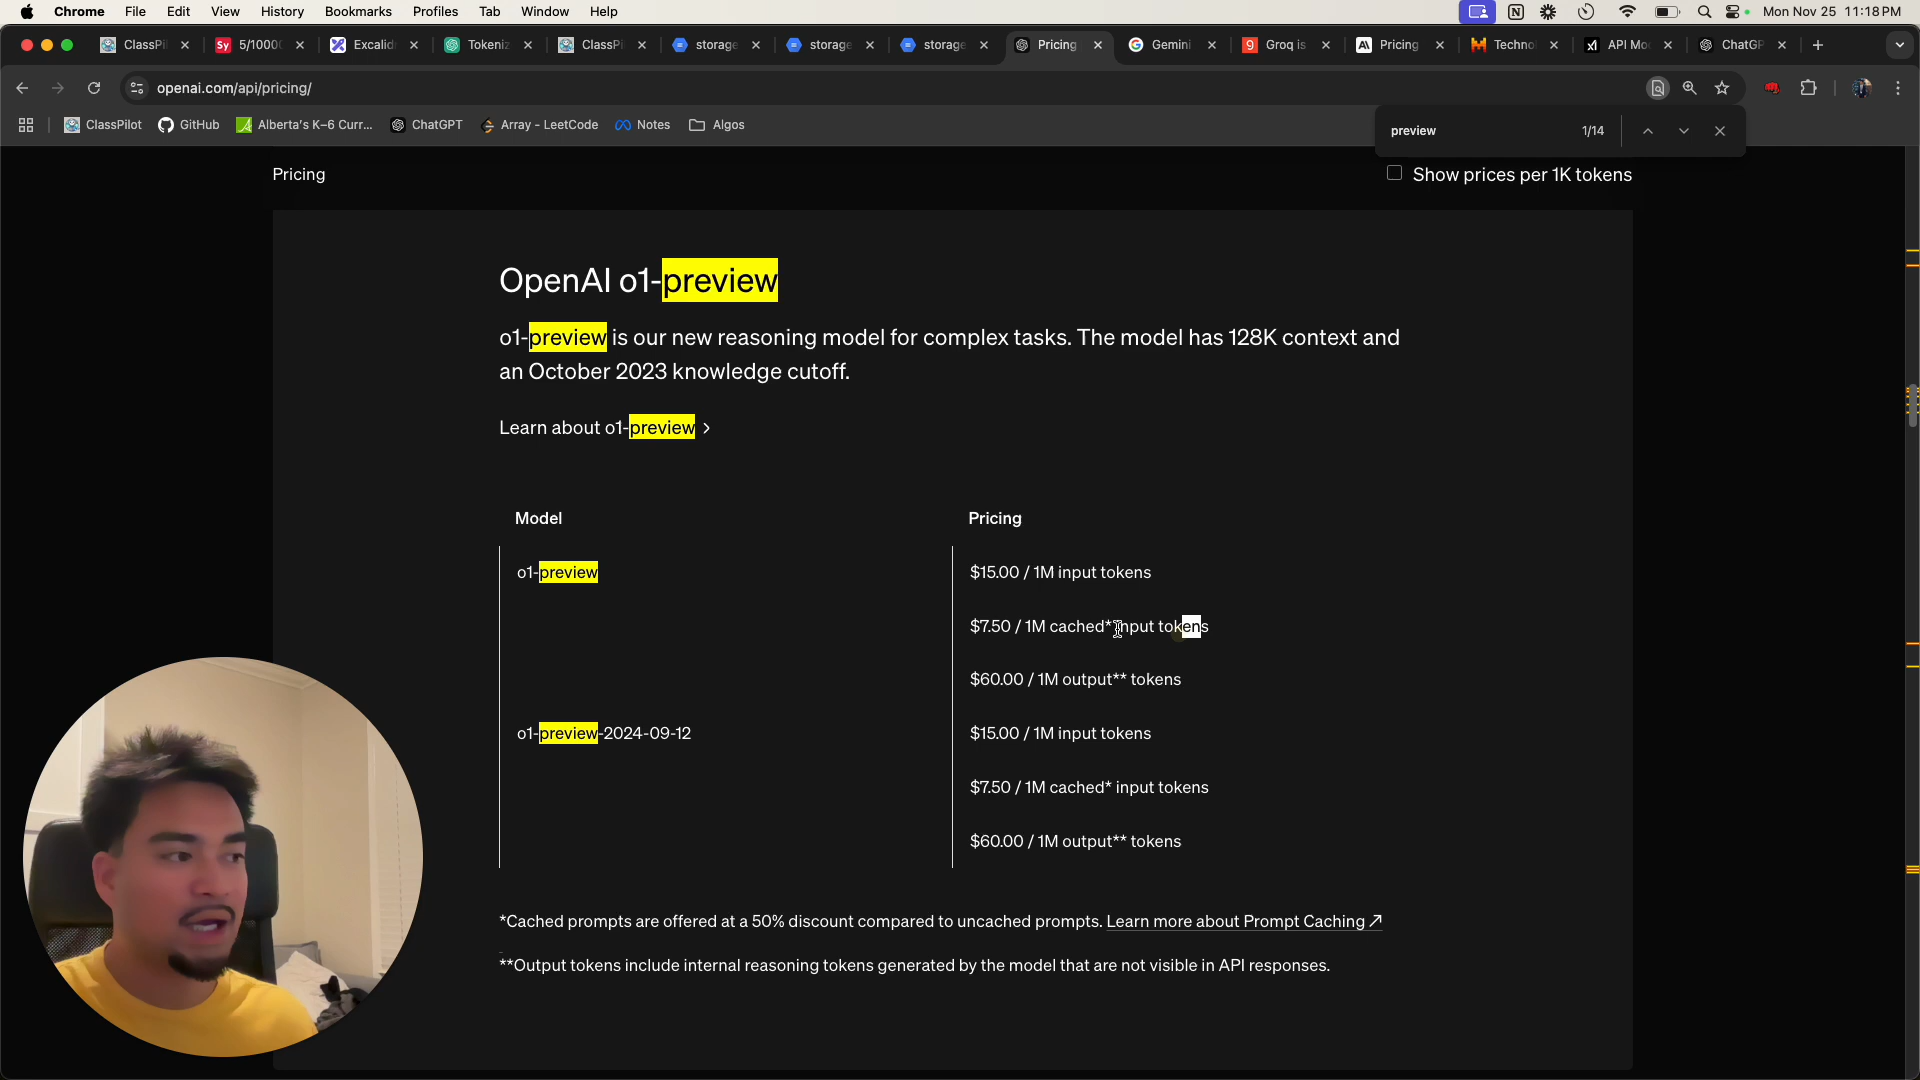 Chrome File Edit View History Bookmarks Profiles Tab Window Help Mon Nov 25 11:18 PM
ClassPil 5/1000 Excalid Tokeniz ClassPi storage storage storage Pricing Gemini Groq is Pricing Techno API Mo ChatGP
openai.com/api/pricing/
ClassPilot GitHub Alberta's K–6 Curr... ChatGPT Array - LeetCode Notes Algos
preview 1/14
Pricing
Show prices per 1K tokens
OpenAI o1-preview
o1-preview is our new reasoning model for complex tasks. The model has 128K context and
an October 2023 knowledge cutoff.
Learn about o1-preview
Model Pricing
o1-preview $15.00 / 1M input tokens
$7.50 / 1M cached* input tokens
$60.00 / 1M output** tokens
o1-preview-2024-09-12 $15.00 / 1M input tokens
$7.50 / 1M cached* input tokens
$60.00 / 1M output** tokens
*Cached prompts are offered at a 50% discount compared to uncached prompts. Learn more about Prompt Caching ↗
**Output tokens include internal reasoning tokens generated by the model that are not visible in API responses.